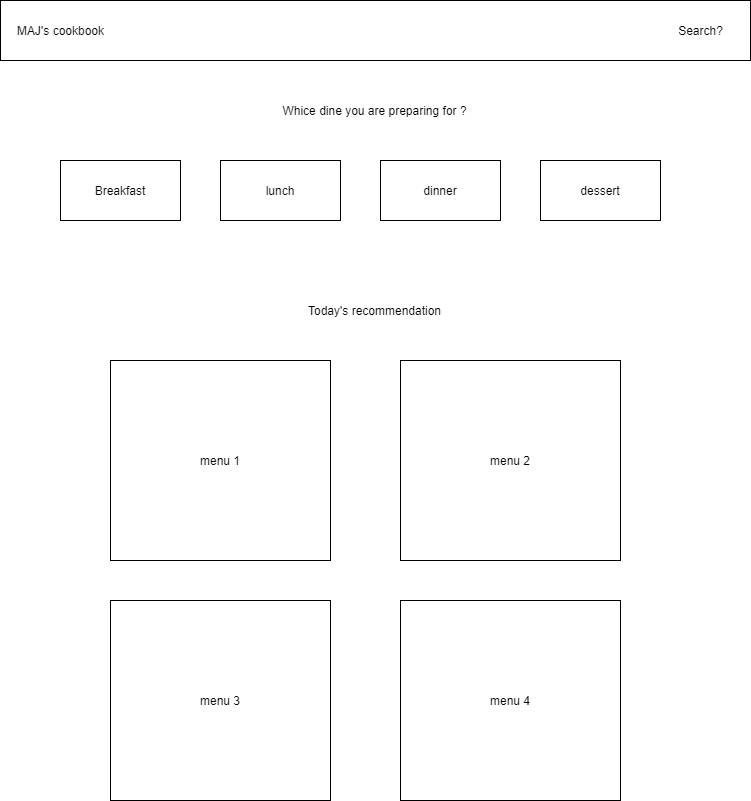 MAJ's cookbook
Search?
Whice dine you are preparing for ?
Breakfast
lunch
dinner
dessert
Today's recommendation
menu 1
menu 2
menu 3
menu 4